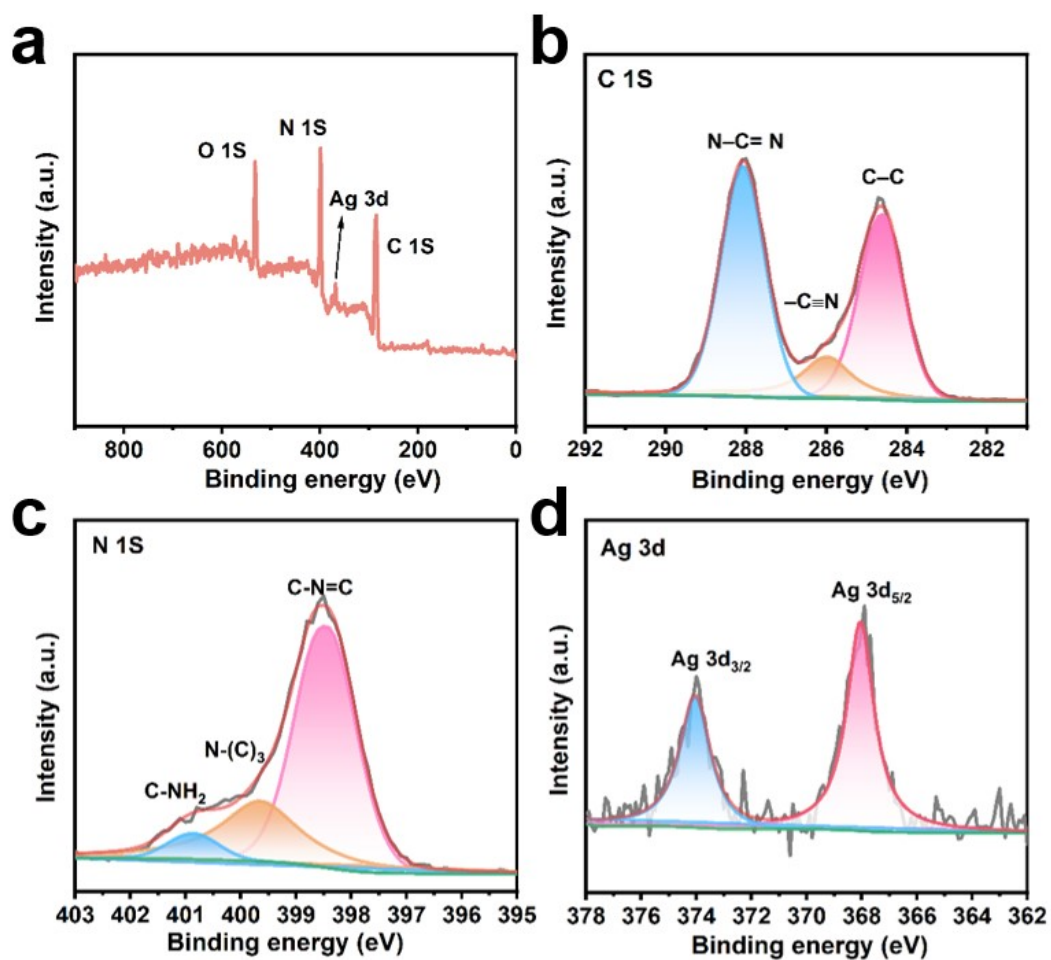 a
O 1S
N 1S
Ag 3d
C 1S
Intensity (a.u.)
800 600 400 200 0
Binding energy (eV)
b
C 1S
N–C= N
–C≡N
C–C
Intensity (a.u.)
292 290 288 286 284 282
Binding energy (eV)
c
N 1S
C-N=C
N-(C)₃
C-NH₂
Intensity (a.u.)
403 402 401 400 399 398 397 396 395
Binding energy (eV)
d
Ag 3d
Ag 3d₅/₂
Ag 3d₃/₂
Intensity (a.u.)
378 376 374 372 370 368 366 364 362
Binding energy (eV)